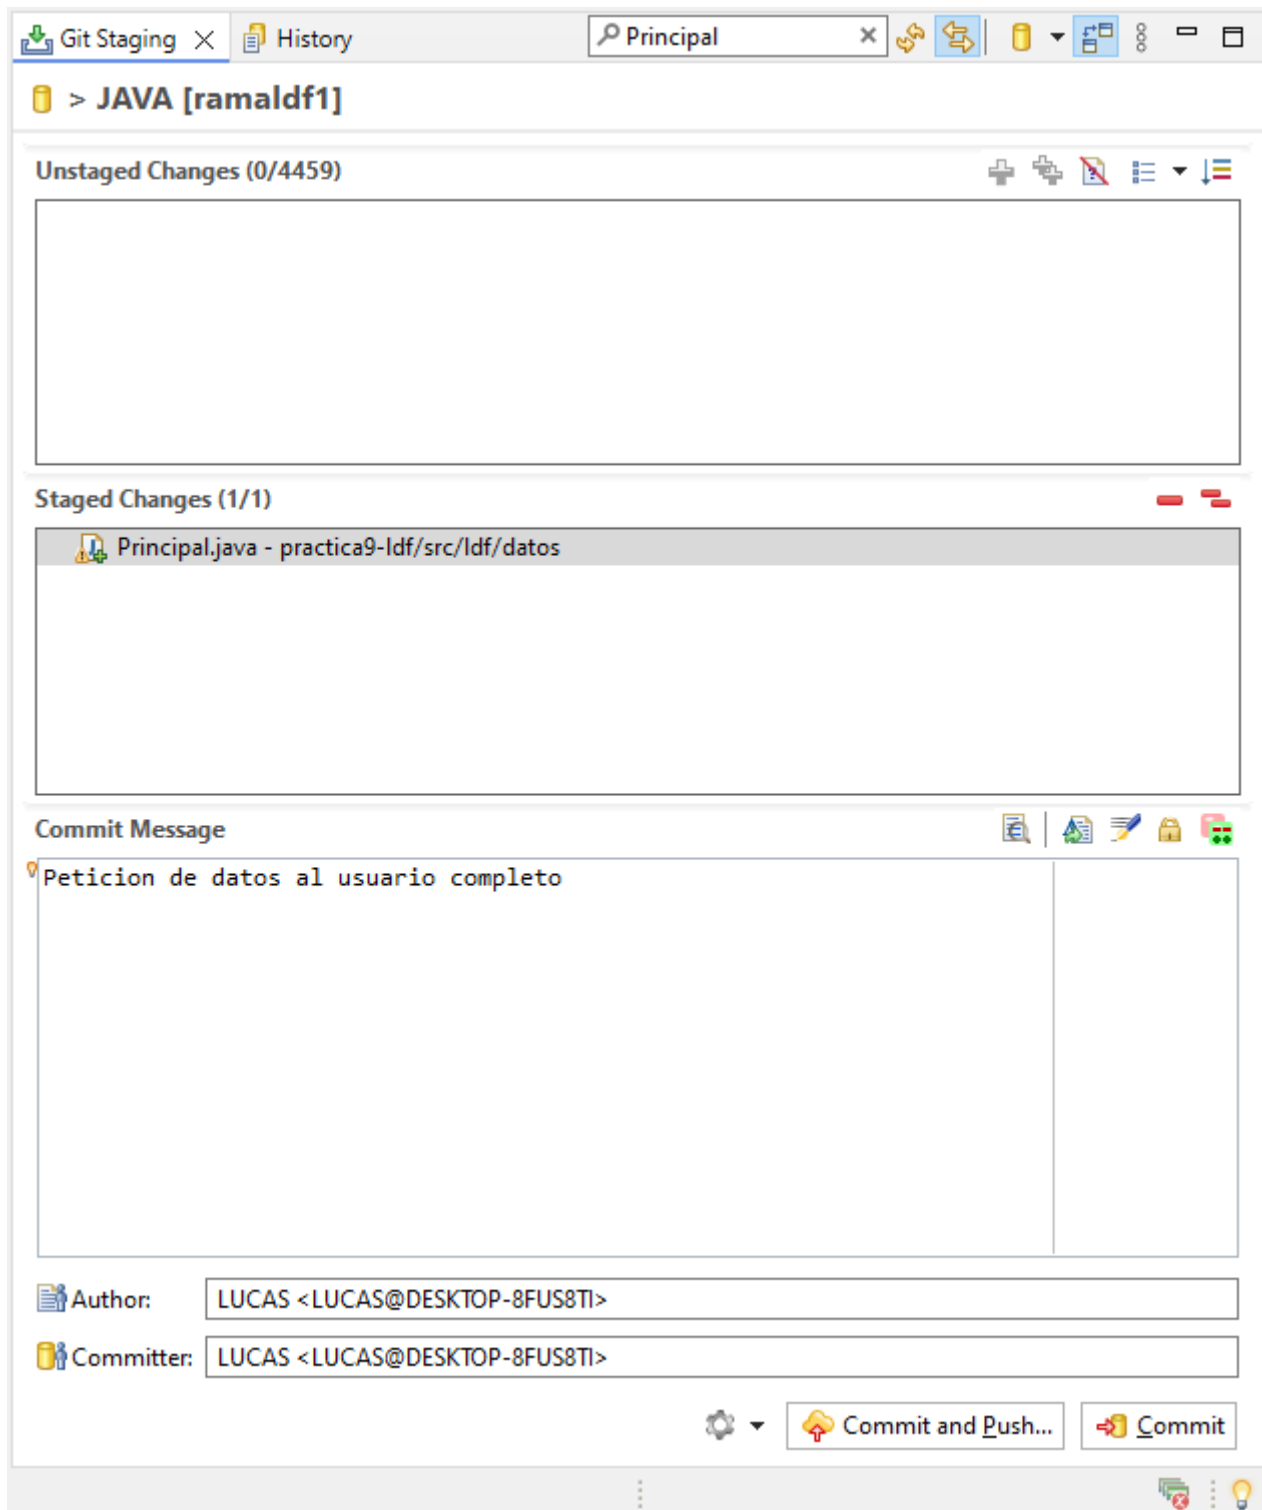 Git Staging History Principal
> JAVA [ramaldf1]
Unstaged Changes (0/4459)
Staged Changes (1/1)
Principal.java - practica9-ldf/src/ldf/datos
Commit Message
Peticion de datos al usuario completo
Author: LUCAS <LUCAS@DESKTOP-8FUS8TI>
Committer: LUCAS <LUCAS@DESKTOP-8FUS8TI>
Commit and Push... Commit